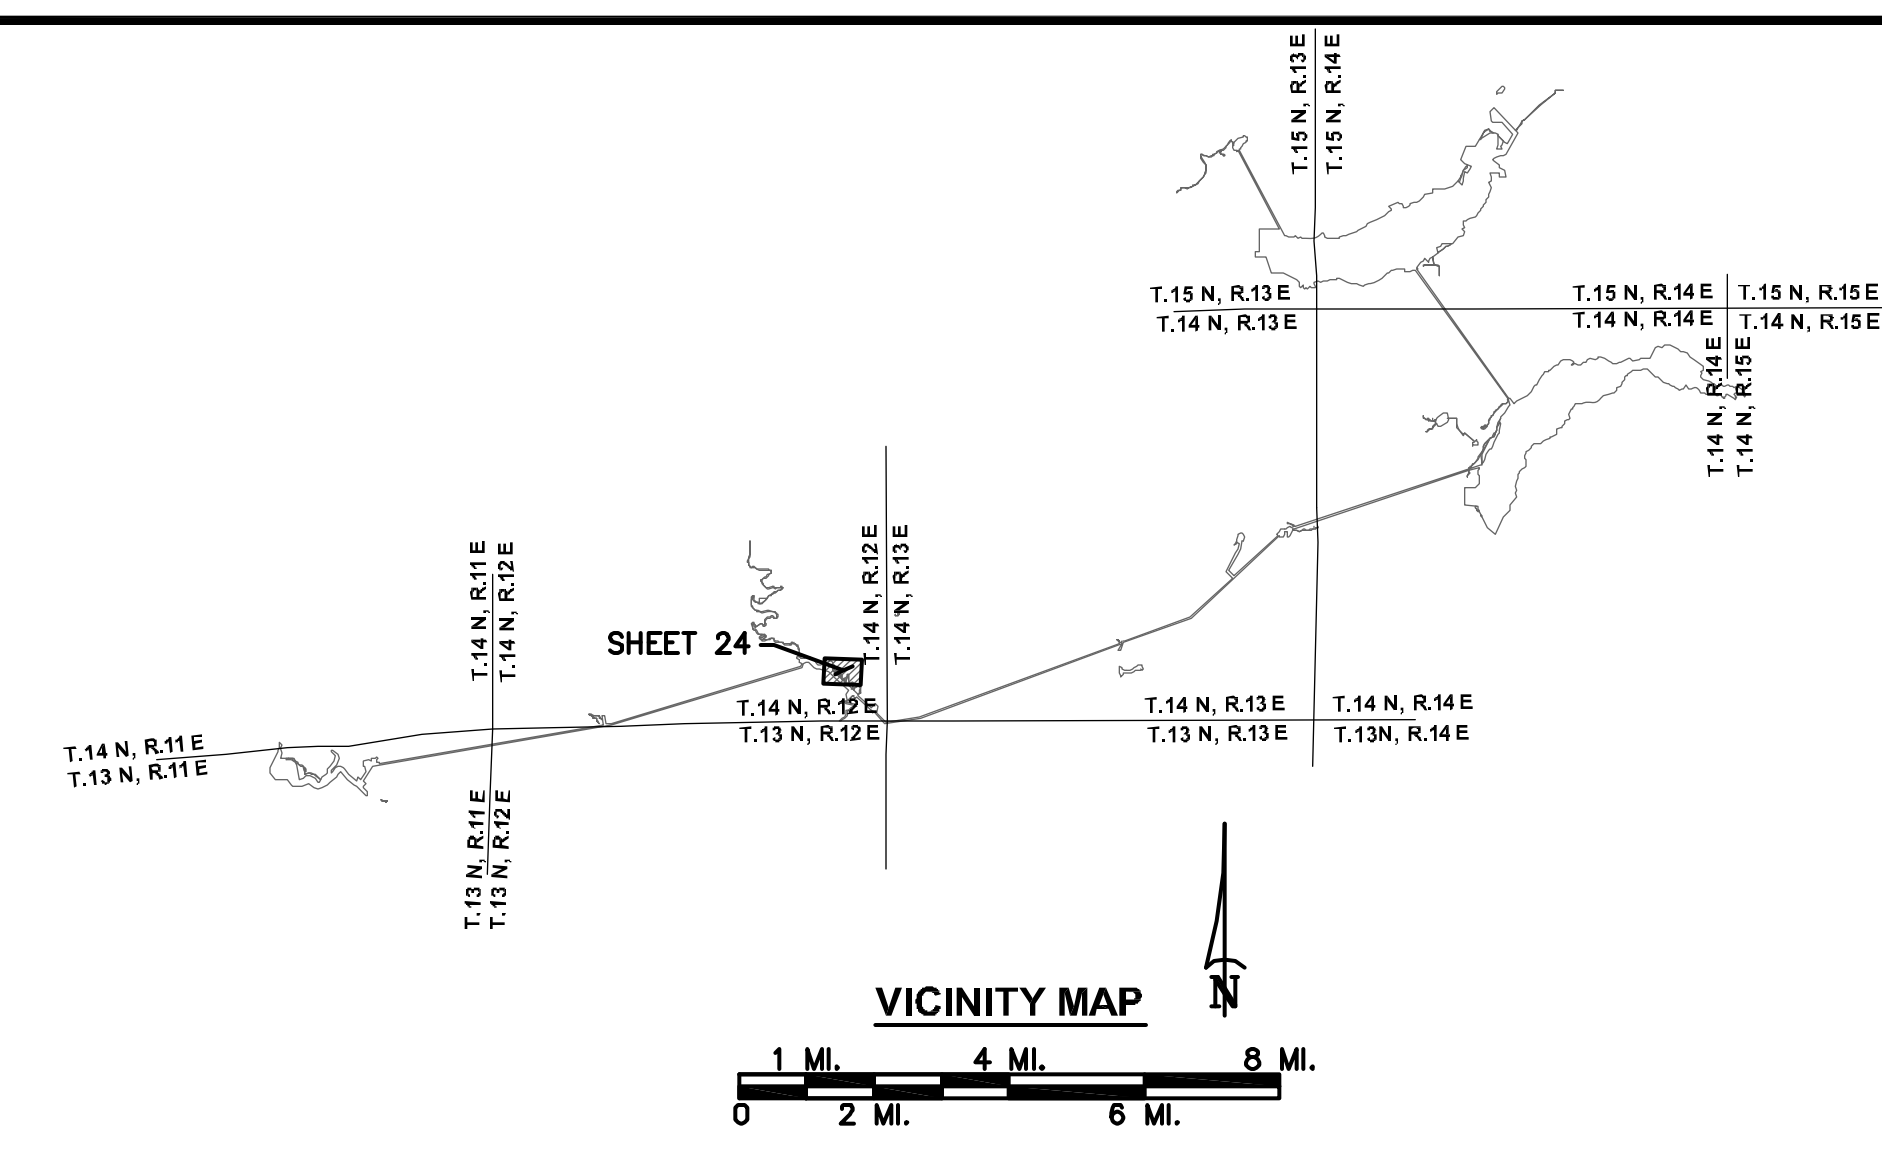 T.15 N, R.13 E
T.15 N, R.14 E
T.15 N, R.13 E
T.14 N, R.13 E
T.15 N, R.14 E
T.14 N, R.14 E
T.15 N, R.15 E
T.14 N, R.15 E
T.14 N, R.14 E
T.14 N, R.15 E
T.14 N, R.11 E
T.14 N, R.12 E
T.14 N, R.12 E
T.14 N, R.13 E
SHEET 24
T.14 N, R.12 E
T.13 N, R.12 E
T.14 N, R.13 E
T.13 N, R.13 E
T.14 N, R.14 E
T.13N, R.14 E
T.14 N, R.11 E
T.13 N, R.11 E
T.13 N, R.11 E
T.13 N, R.12 E
N
VICINITY MAP
1 MI. 4 MI. 8 MI.
0 2 MI. 6 MI.